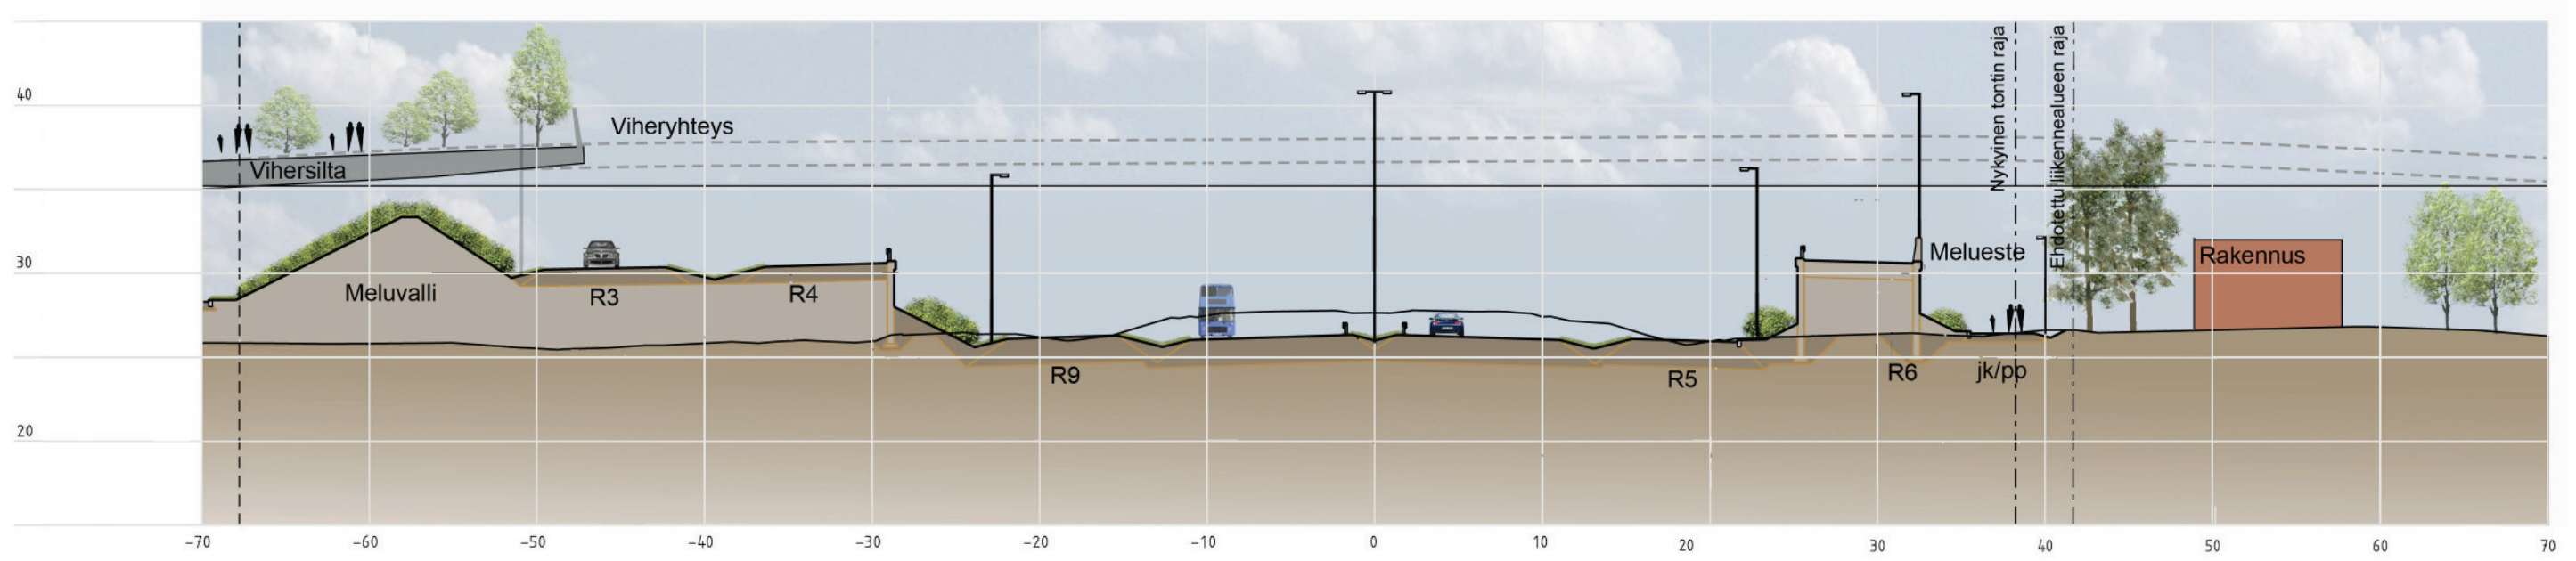 Nykyinen tontin raja
Ehdotettu liikennealueen raja
40
Viheryhteys
Vihersilta
Melueste
Rakennus
30
Meluvalli
R3
R4
R9
R5
R6
jk/pp
20
-70
-60
-50
-40
-30
-20
-10
0
10
20
30
40
50
60
70